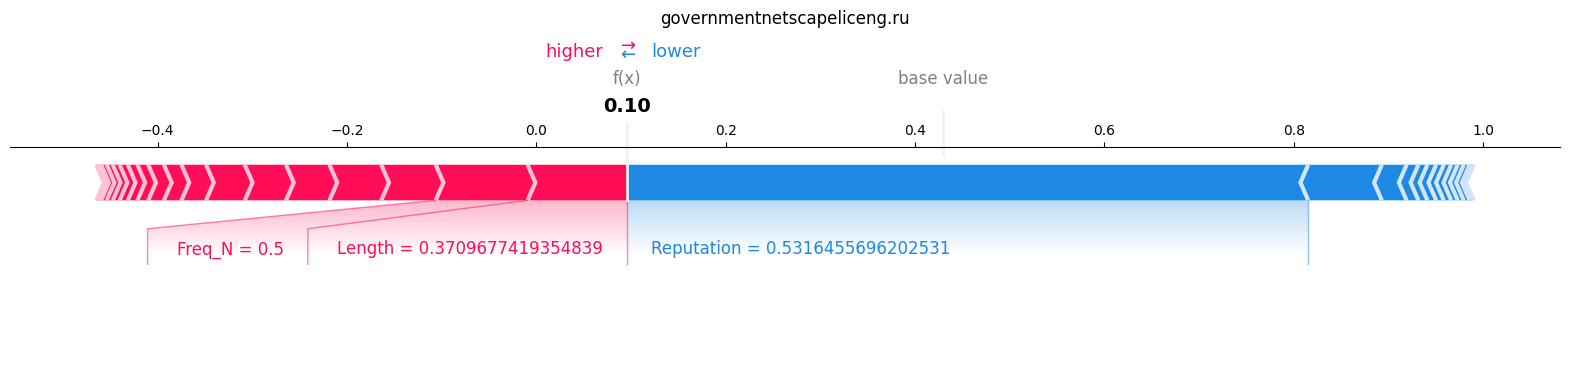 governmentnetscapeliceng.ru
higher → ← lower
f(x) base value
0.10
−0.4 −0.2 0.0 0.2 0.4 0.6 0.8 1.0
Freq_N = 0.5 Length = 0.3709677419354839 Reputation = 0.5316455696202531